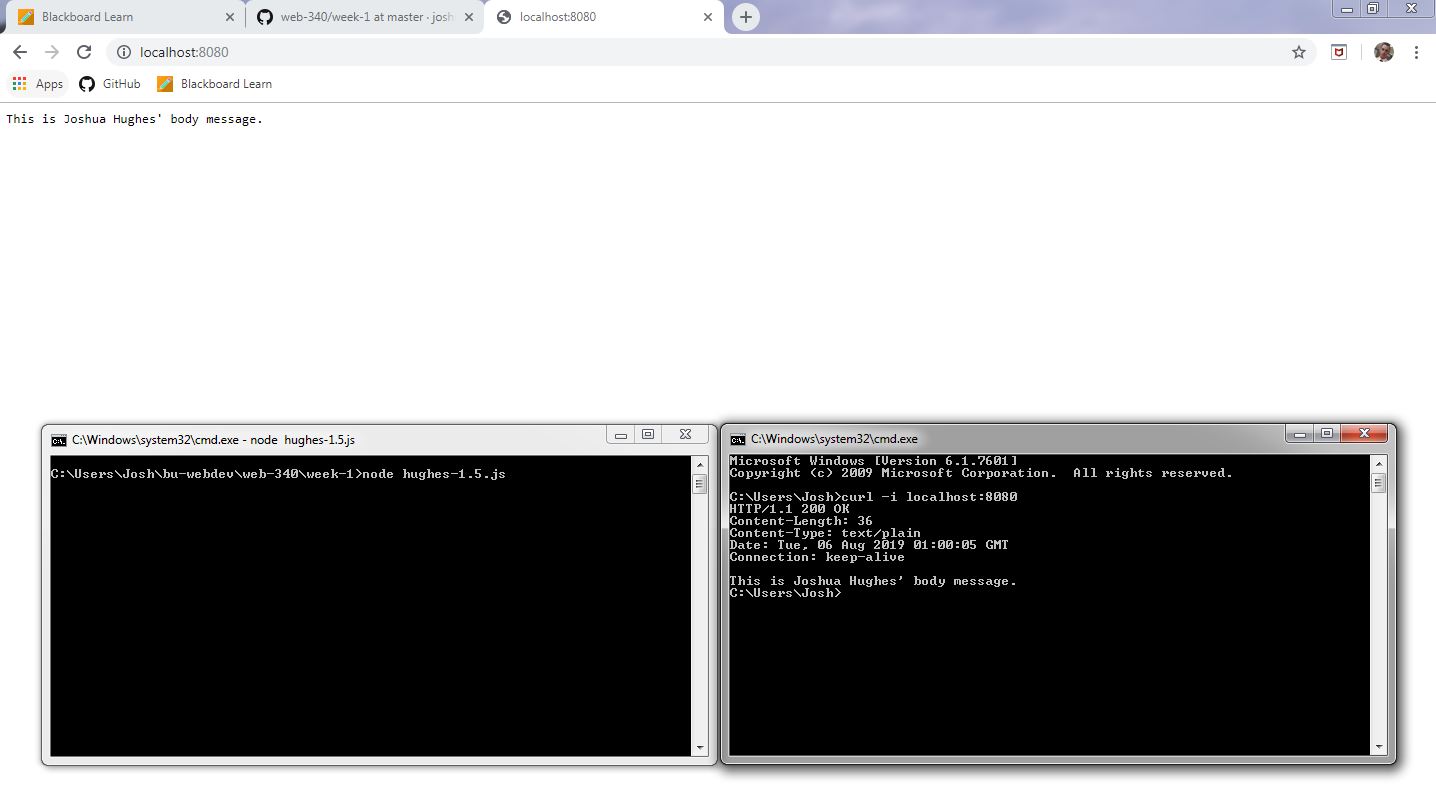 Blackboard Learn
web-340/week-1 at master · josh
localhost:8080
localhost:8080
Apps GitHub Blackboard Learn
This is Joshua Hughes' body message.
C:\Windows\system32\cmd.exe - node  hughes-1.5.js
C:\Users\Josh\bu-webdev\web-340\week-1>node hughes-1.5.js
C:\Windows\system32\cmd.exe
Microsoft Windows [Version 6.1.7601]
Copyright (c) 2009 Microsoft Corporation.  All rights reserved.
C:\Users\Josh>curl -i localhost:8080
HTTP/1.1 200 OK
Content-Length: 36
Content-Type: text/plain
Date: Tue, 06 Aug 2019 01:00:05 GMT
Connection: keep-alive
This is Joshua Hughes' body message.
C:\Users\Josh>